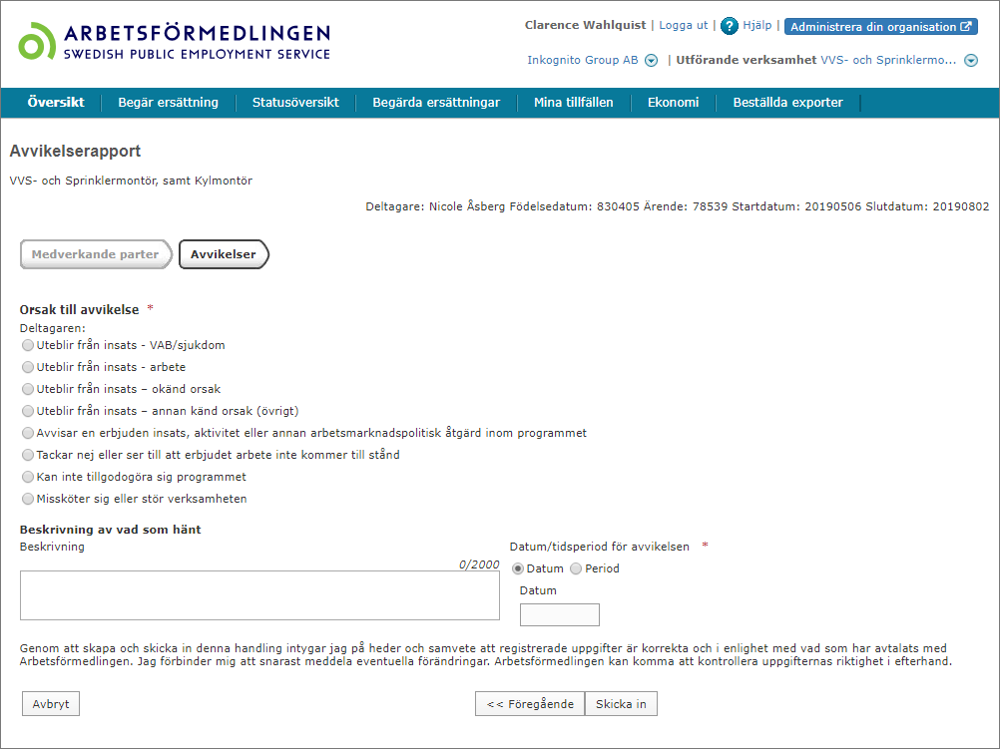 ARBETSFÖRMEDLINGEN
SWEDISH PUBLIC EMPLOYMENT SERVICE
Clarence Wahlquist | Logga ut | ? Hjälp | Administrera din organisation
Inkognito Group AB | Utförande verksamhet VVS- och Sprinklermo...
Översikt Begär ersättning Statusöversikt Begärda ersättningar Mina tillfällen Ekonomi Beställda exporter
Avvikelserapport
VVS- och Sprinklermontör, samt Kylmontör
Deltagare: Nicole Åsberg Födelsedatum: 830405 Ärende: 78539 Startdatum: 20190506 Slutdatum: 20190802
Medverkande parter Avvikelser
Orsak till avvikelse *
Deltagaren:
Uteblir från insats - VAB/sjukdom
Uteblir från insats - arbete
Uteblir från insats – okänd orsak
Uteblir från insats – annan känd orsak (övrigt)
Avvisar en erbjuden insats, aktivitet eller annan arbetsmarknadspolitisk åtgärd inom programmet
Tackar nej eller ser till att erbjudet arbete inte kommer till stånd
Kan inte tillgodogöra sig programmet
Missköter sig eller stör verksamheten
Beskrivning av vad som hänt
Beskrivning
0/2000
Datum/tidsperiod för avvikelsen *
Datum Period
Datum
Genom att skapa och skicka in denna handling intygar jag på heder och samvete att registrerade uppgifter är korrekta och i enlighet med vad som har avtalats med
Arbetsförmedlingen. Jag förbinder mig att snarast meddela eventuella förändringar. Arbetsförmedlingen kan komma att kontrollera uppgifternas riktighet i efterhand.
Avbryt << Föregående Skicka in